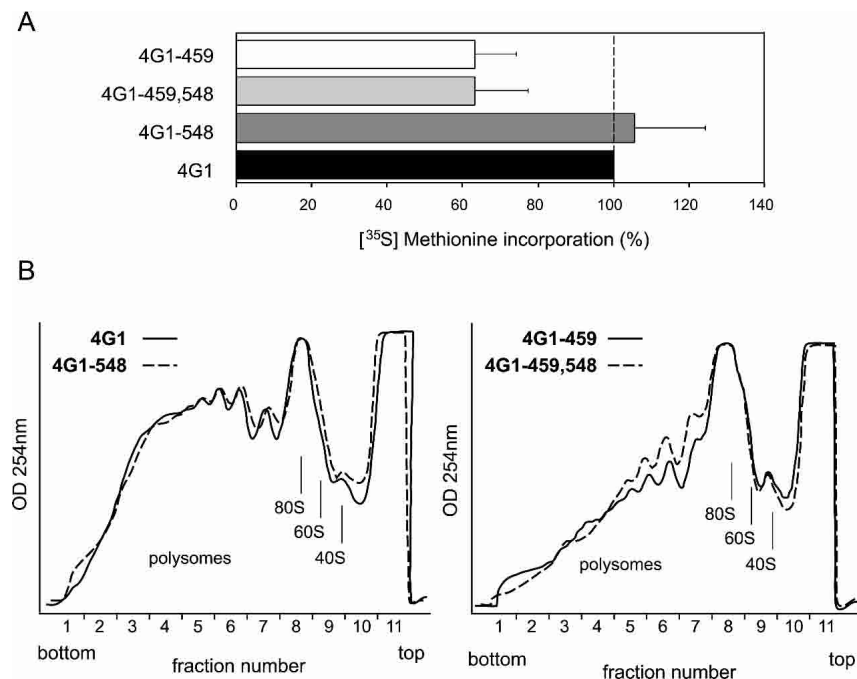 A
4G1-459
4G1-459,548
4G1-548
4G1
0 20 40 60 80 100 120 140
[³⁵S] Methionine incorporation (%)
B
4G1
4G1-548
OD 254nm
80S
60S
40S
polysomes
1 2 3 4 5 6 7 8 9 10 11
bottom fraction number top
4G1-459
4G1-459,548
OD 254nm
80S
60S
40S
polysomes
1 2 3 4 5 6 7 8 9 10 11
bottom fraction number top